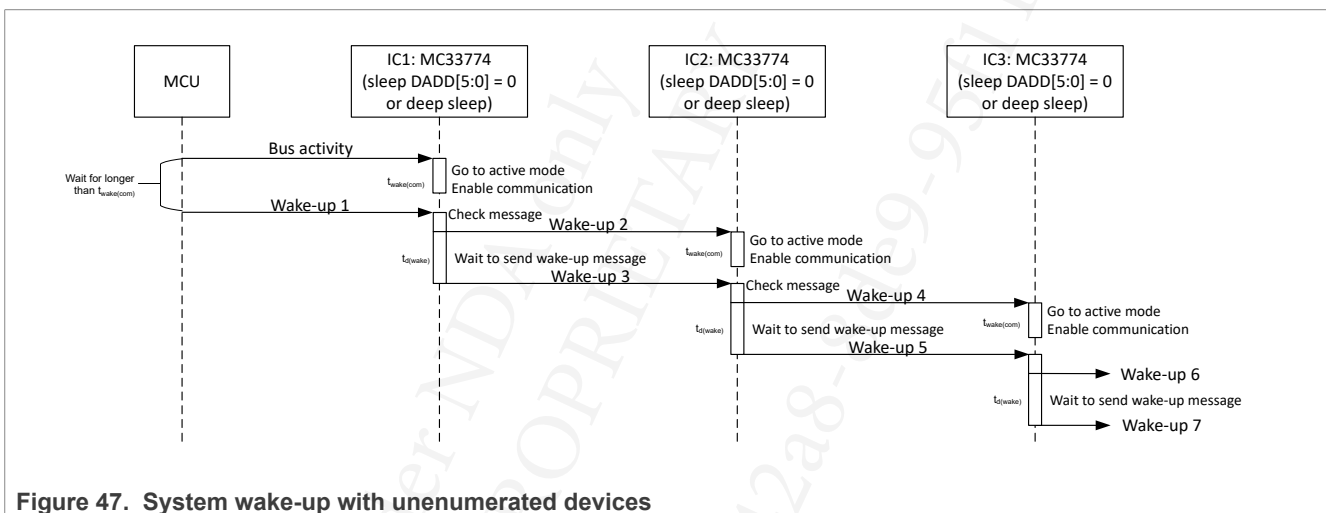 MCU
IC1: MC33774
(sleep DADD[5:0] = 0
or deep sleep)
IC2: MC33774
(sleep DADD[5:0] = 0
or deep sleep)
IC3: MC33774
(sleep DADD[5:0] = 0
or deep sleep)
Bus activity
Wait for longer
than twake(com)
twake(com)
Go to active mode
Enable communication
Wake-up 1
Check message
Wake-up 2
twake(com)
Go to active mode
Enable communication
td(wake)
Wait to send wake-up message
Wake-up 3
Check message
Wake-up 4
twake(com)
Go to active mode
Enable communication
td(wake)
Wait to send wake-up message
Wake-up 5
Wake-up 6
td(wake)
Wait to send wake-up message
Wake-up 7
er NDA only
OPRIETAR
Figure 47. System wake-up with unenumerated devices